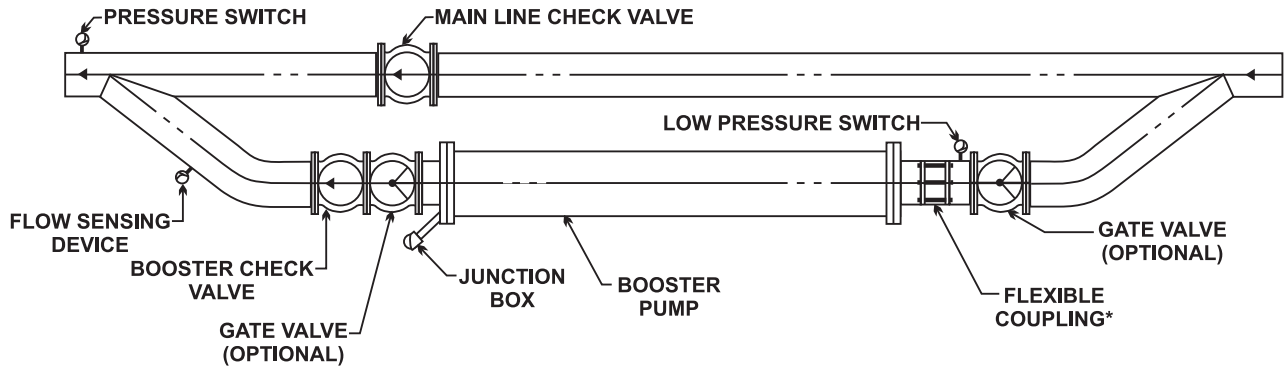 PRESSURE SWITCH
MAIN LINE CHECK VALVE
LOW PRESSURE SWITCH
FLOW SENSING
DEVICE
BOOSTER CHECK
VALVE
GATE VALVE
(OPTIONAL)
JUNCTION
BOX
BOOSTER
PUMP
FLEXIBLE
COUPLING*
GATE VALVE
(OPTIONAL)